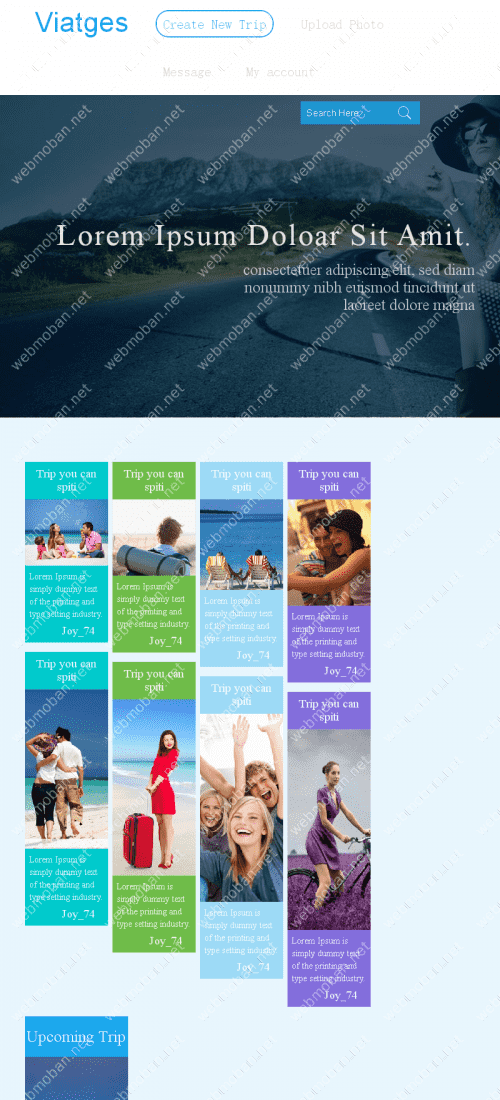 Viatges
Create New Trip
Upload Photo
Message
My account
Search Here
Lorem Ipsum Doloar Sit Amit.
consectetuer adipiscing elit, sed diam
nonummy nibh euismod tincidunt ut
laoreet dolore magna
Trip you can
spiti
Lorem Ipsum is
simply dummy text
of the printing and
type setting industry.
Joy_74
Trip you can
spiti
Lorem Ipsum is
simply dummy text
of the printing and
type setting industry.
Joy_74
Trip you can
spiti
Lorem Ipsum is
simply dummy text
of the printing and
type setting industry.
Joy_74
Trip you can
spiti
Lorem Ipsum is
simply dummy text
of the printing and
type setting industry.
Joy_74
Trip you can
spiti
Lorem Ipsum is
simply dummy text
of the printing and
type setting industry.
Joy_74
Trip you can
spiti
Lorem Ipsum is
simply dummy text
of the printing and
type setting industry.
Joy_74
Trip you can
spiti
Lorem Ipsum is
simply dummy text
of the printing and
type setting industry.
Joy_74
Trip you can
spiti
Lorem Ipsum is
simply dummy text
of the printing and
type setting industry.
Joy_74
Upcoming Trip
webmoban.net